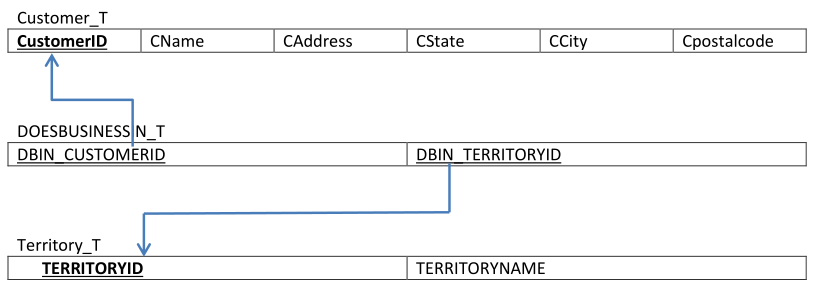 Customer_T
CustomerID CName CAddress CState CCity Cpostalcode
DOESBUSINESSIN_T
DBIN_CUSTOMERID DBIN_TERRITORYID
Territory_T
TERRITORYID TERRITORYNAME